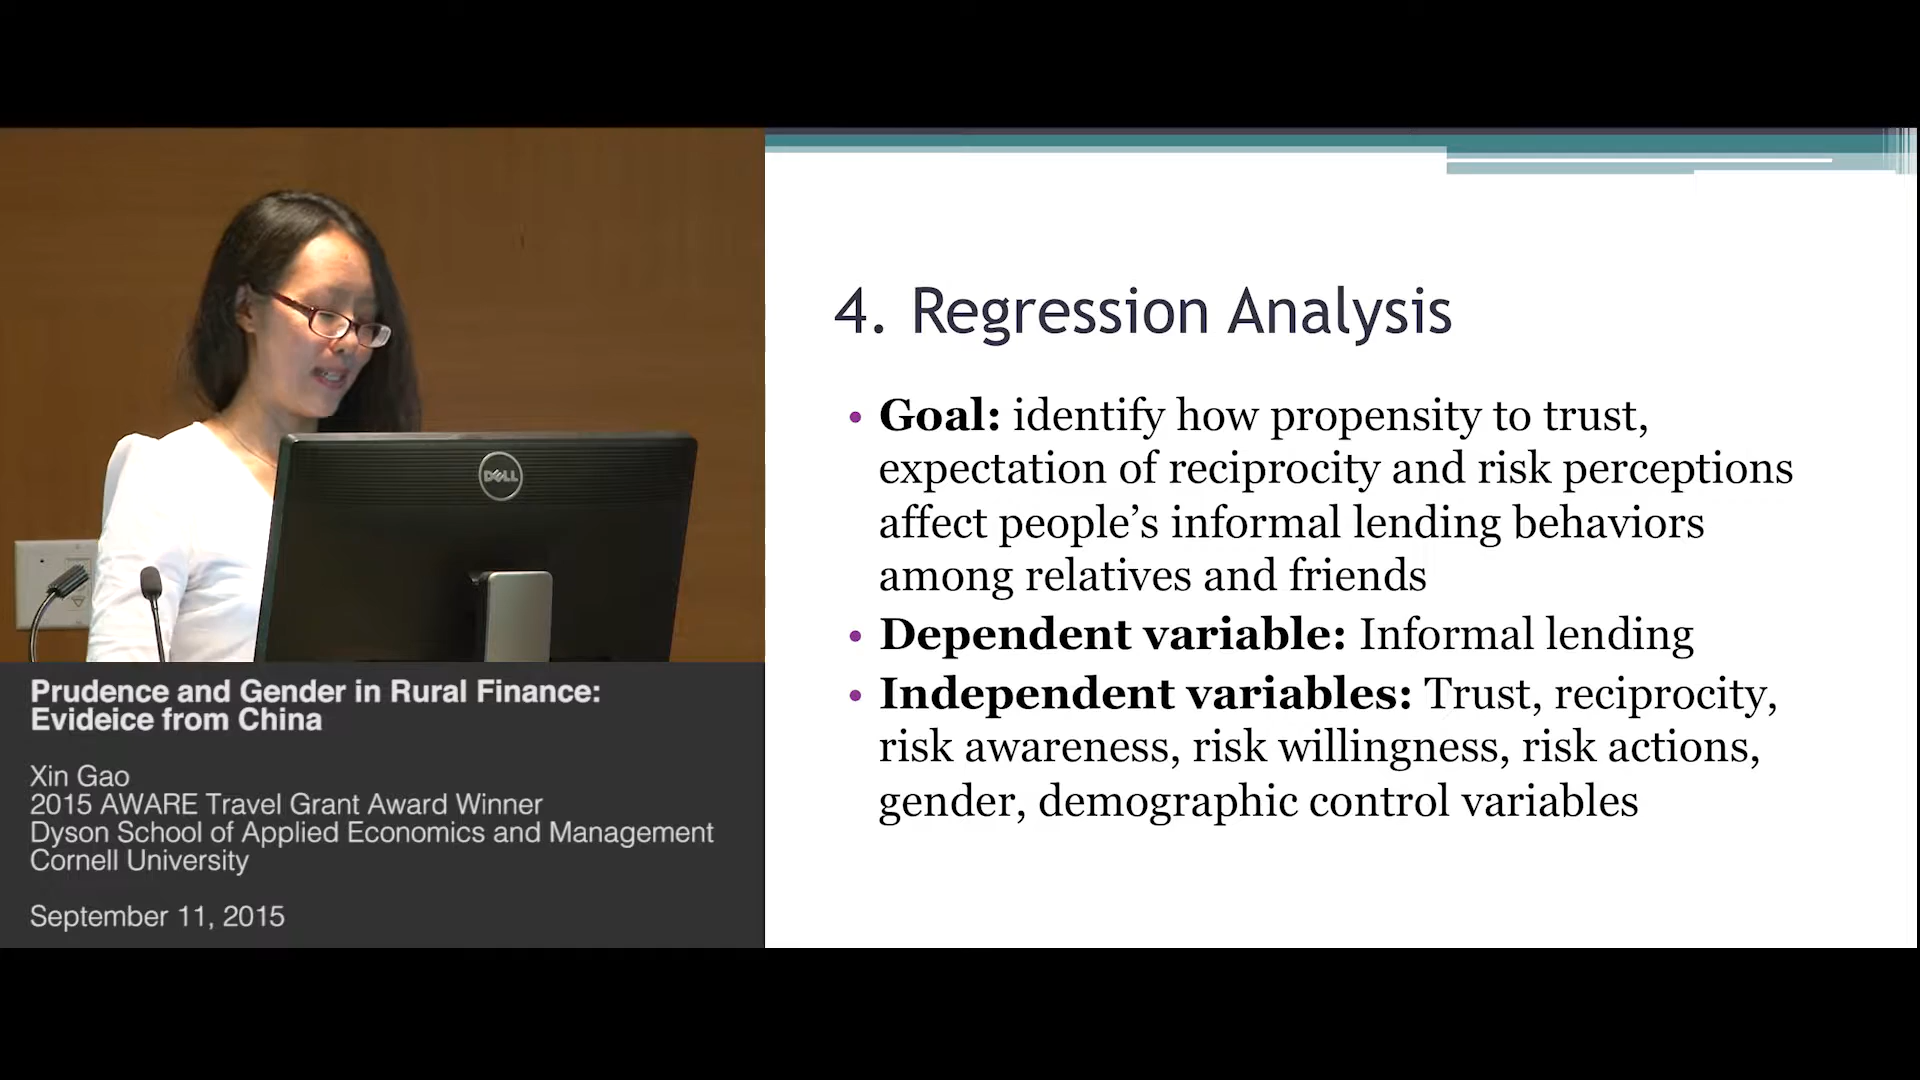 DELL
Prudence and Gender in Rural Finance:
Evideice from China
Xin Gao
2015 AWARE Travel Grant Award Winner
Dyson School of Applied Economics and Management
Cornell University
September 11, 2015
4. Regression Analysis
• Goal: identify how propensity to trust,
expectation of reciprocity and risk perceptions
affect people’s informal lending behaviors
among relatives and friends
• Dependent variable: Informal lending
• Independent variables: Trust, reciprocity,
risk awareness, risk willingness, risk actions,
gender, demographic control variables